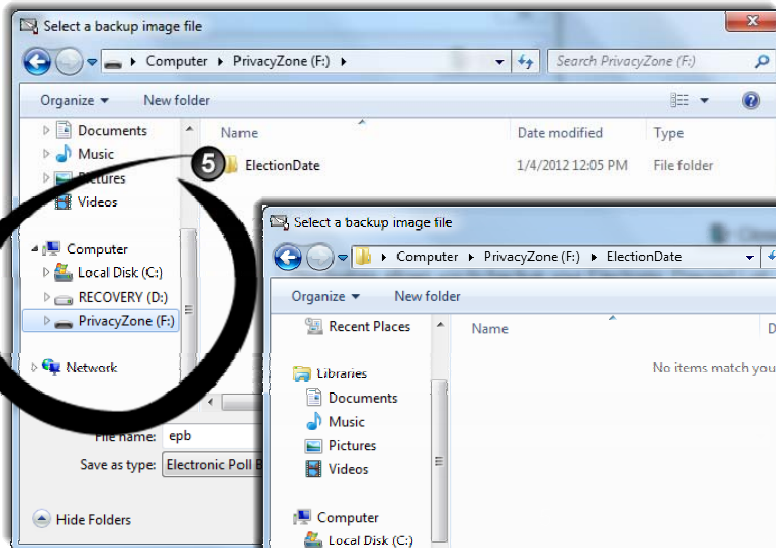 Select a backup image file
Computer PrivacyZone (F:)
Search PrivacyZone (F:)
Organize New folder
Documents
Music
Pictures
Videos
Computer
Local Disk (C:)
RECOVERY (D:)
PrivacyZone (F:)
Network
Name Date modified Type
5
ElectionDate 1/4/2012 12:05 PM File folder
File name: epb
Save as type: Electronic Poll B
Hide Folders
Select a backup image file
Computer PrivacyZone (F:) ElectionDate
Organize New folder
Recent Places
Libraries
Documents
Music
Pictures
Videos
Computer
Local Disk (C:)
Name D
No items match you